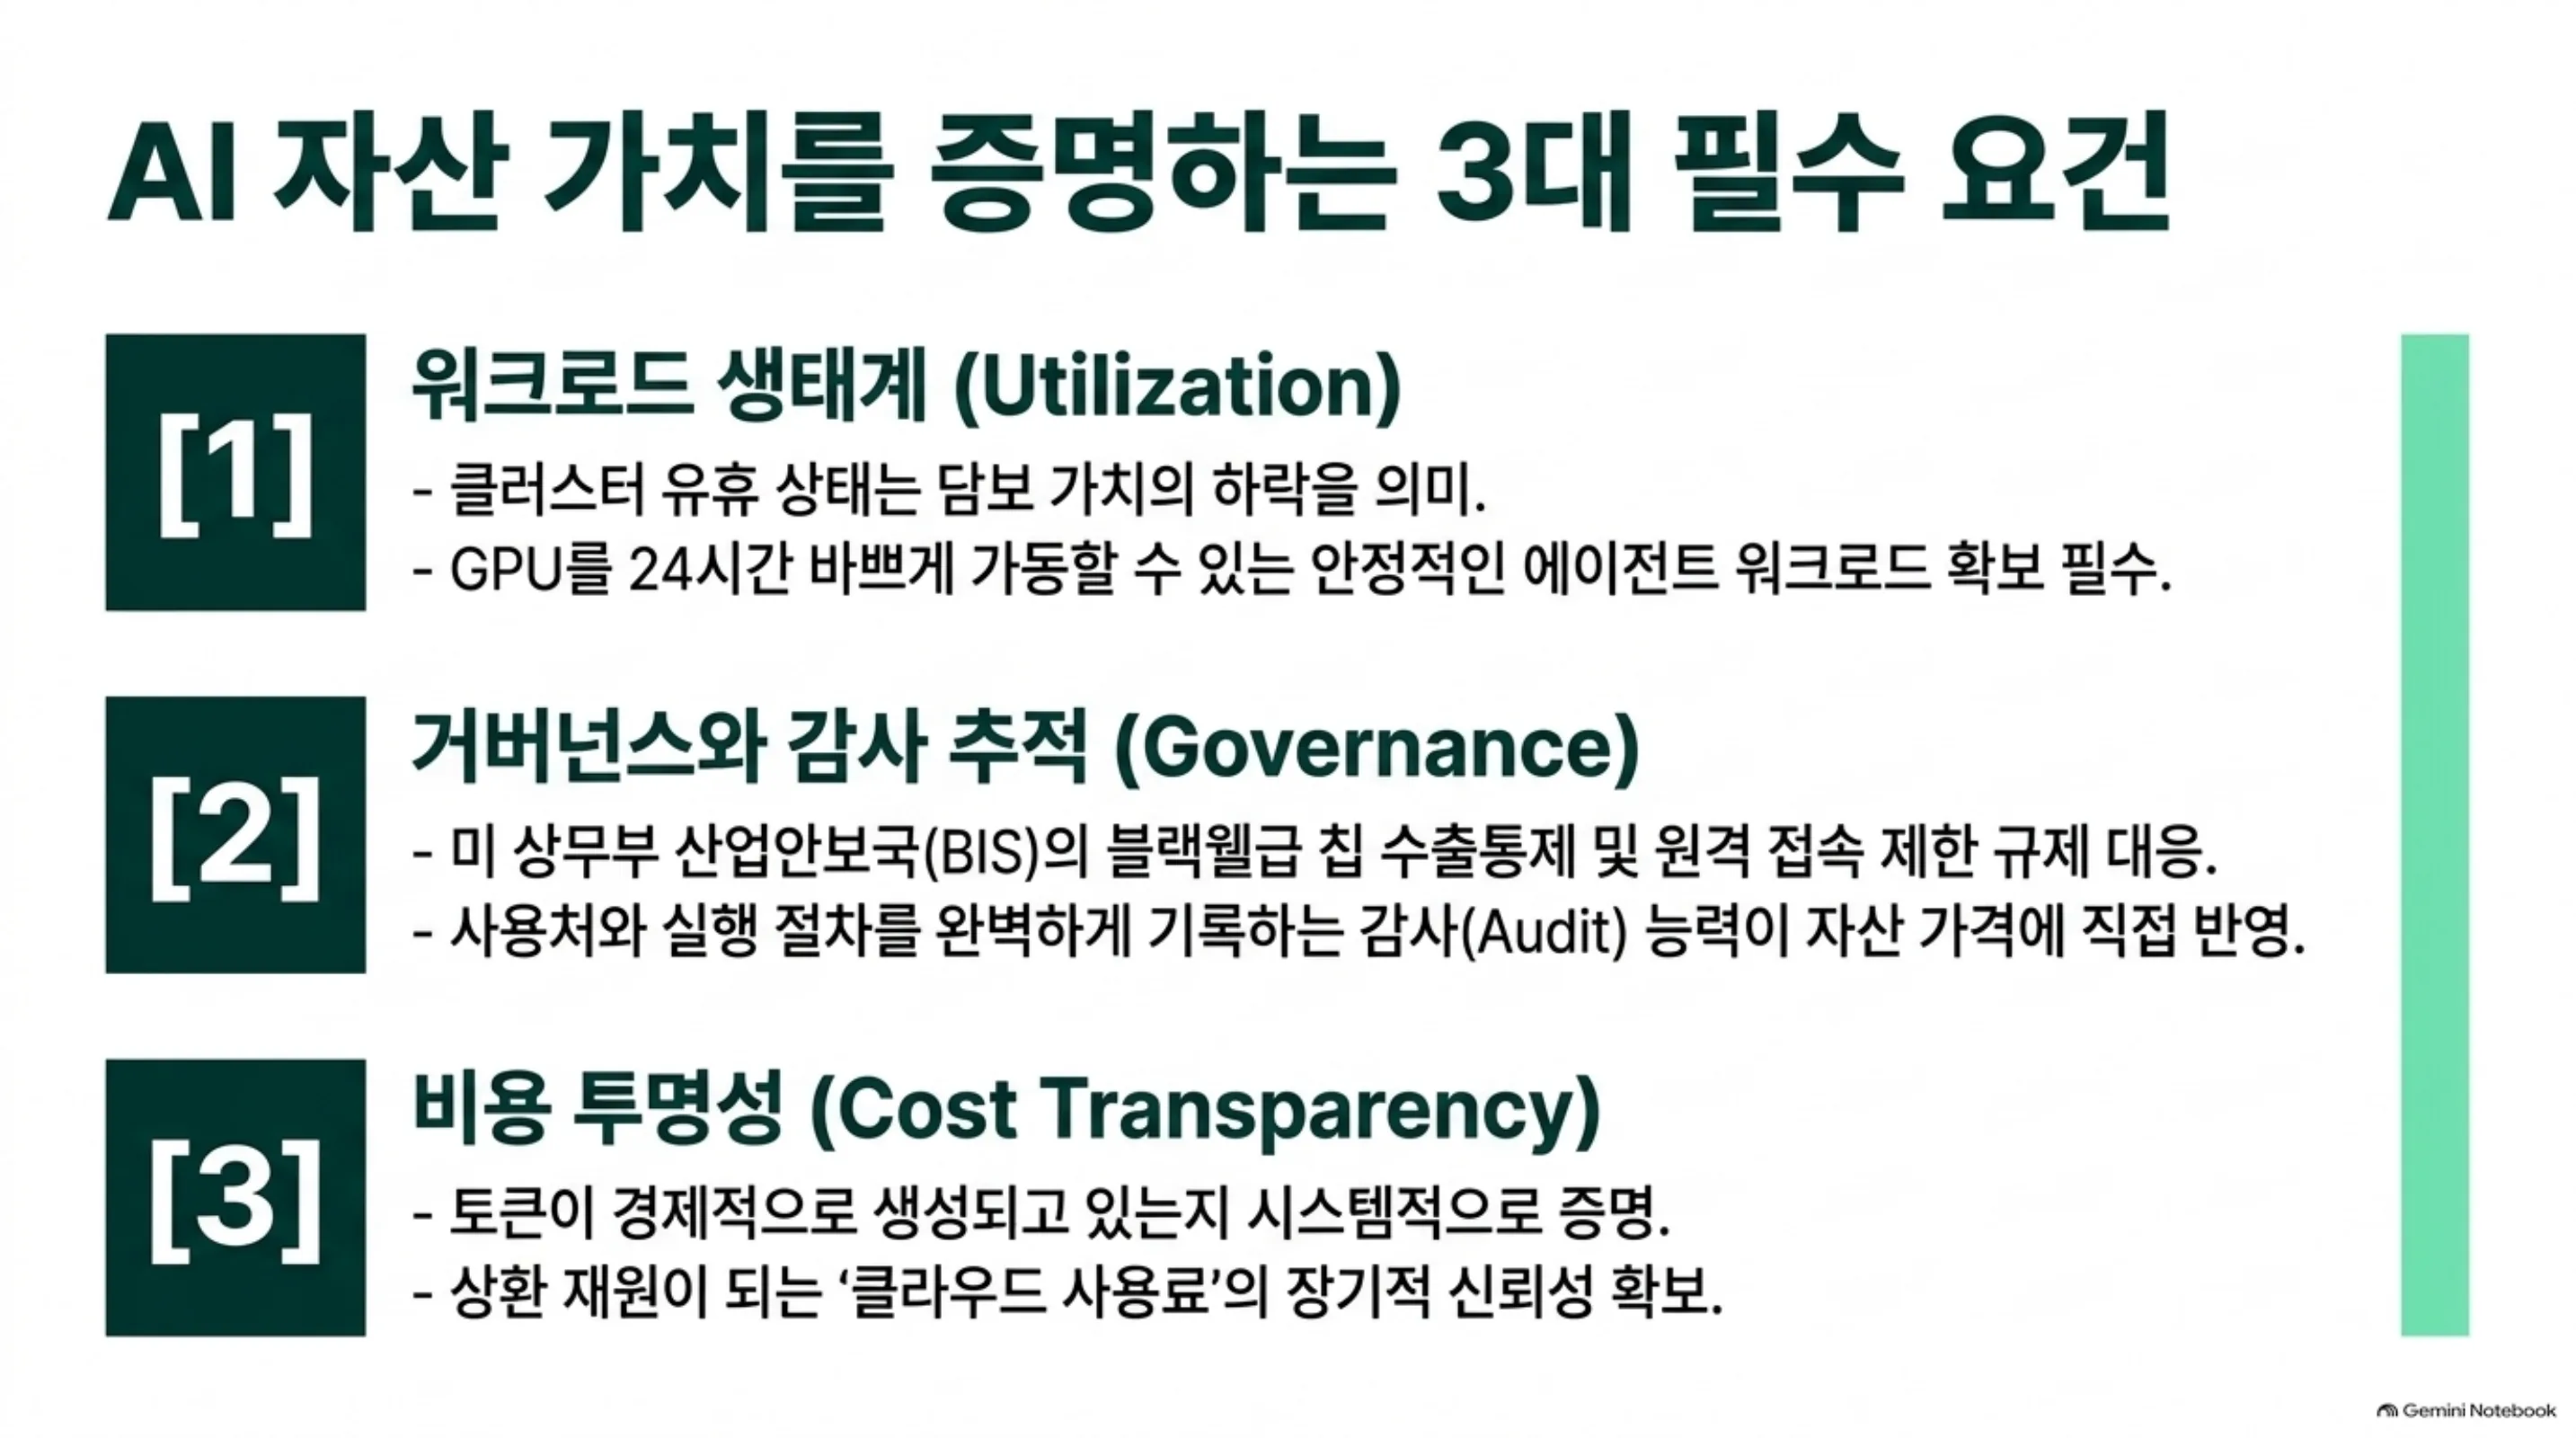 AI 자산 가치를 증명하는 3대 필수 요건
[1]
워크로드 생태계 (Utilization)
- 클러스터 유휴 상태는 담보 가치의 하락을 의미.
- GPU를 24시간 바쁘게 가동할 수 있는 안정적인 에이전트 워크로드 확보 필수.
[2]
거버넌스와 감사 추적 (Governance)
- 미 상무부 산업안보국(BIS)의 블랙웰급 칩 수출통제 및 원격 접속 제한 규제 대응.
- 사용처와 실행 절차를 완벽하게 기록하는 감사(Audit) 능력이 자산 가격에 직접 반영.
[3]
비용 투명성 (Cost Transparency)
- 토큰이 경제적으로 생성되고 있는지 시스템적으로 증명.
- 상환 재원이 되는 ‘클라우드 사용료’의 장기적 신뢰성 확보.
Gemini Notebook